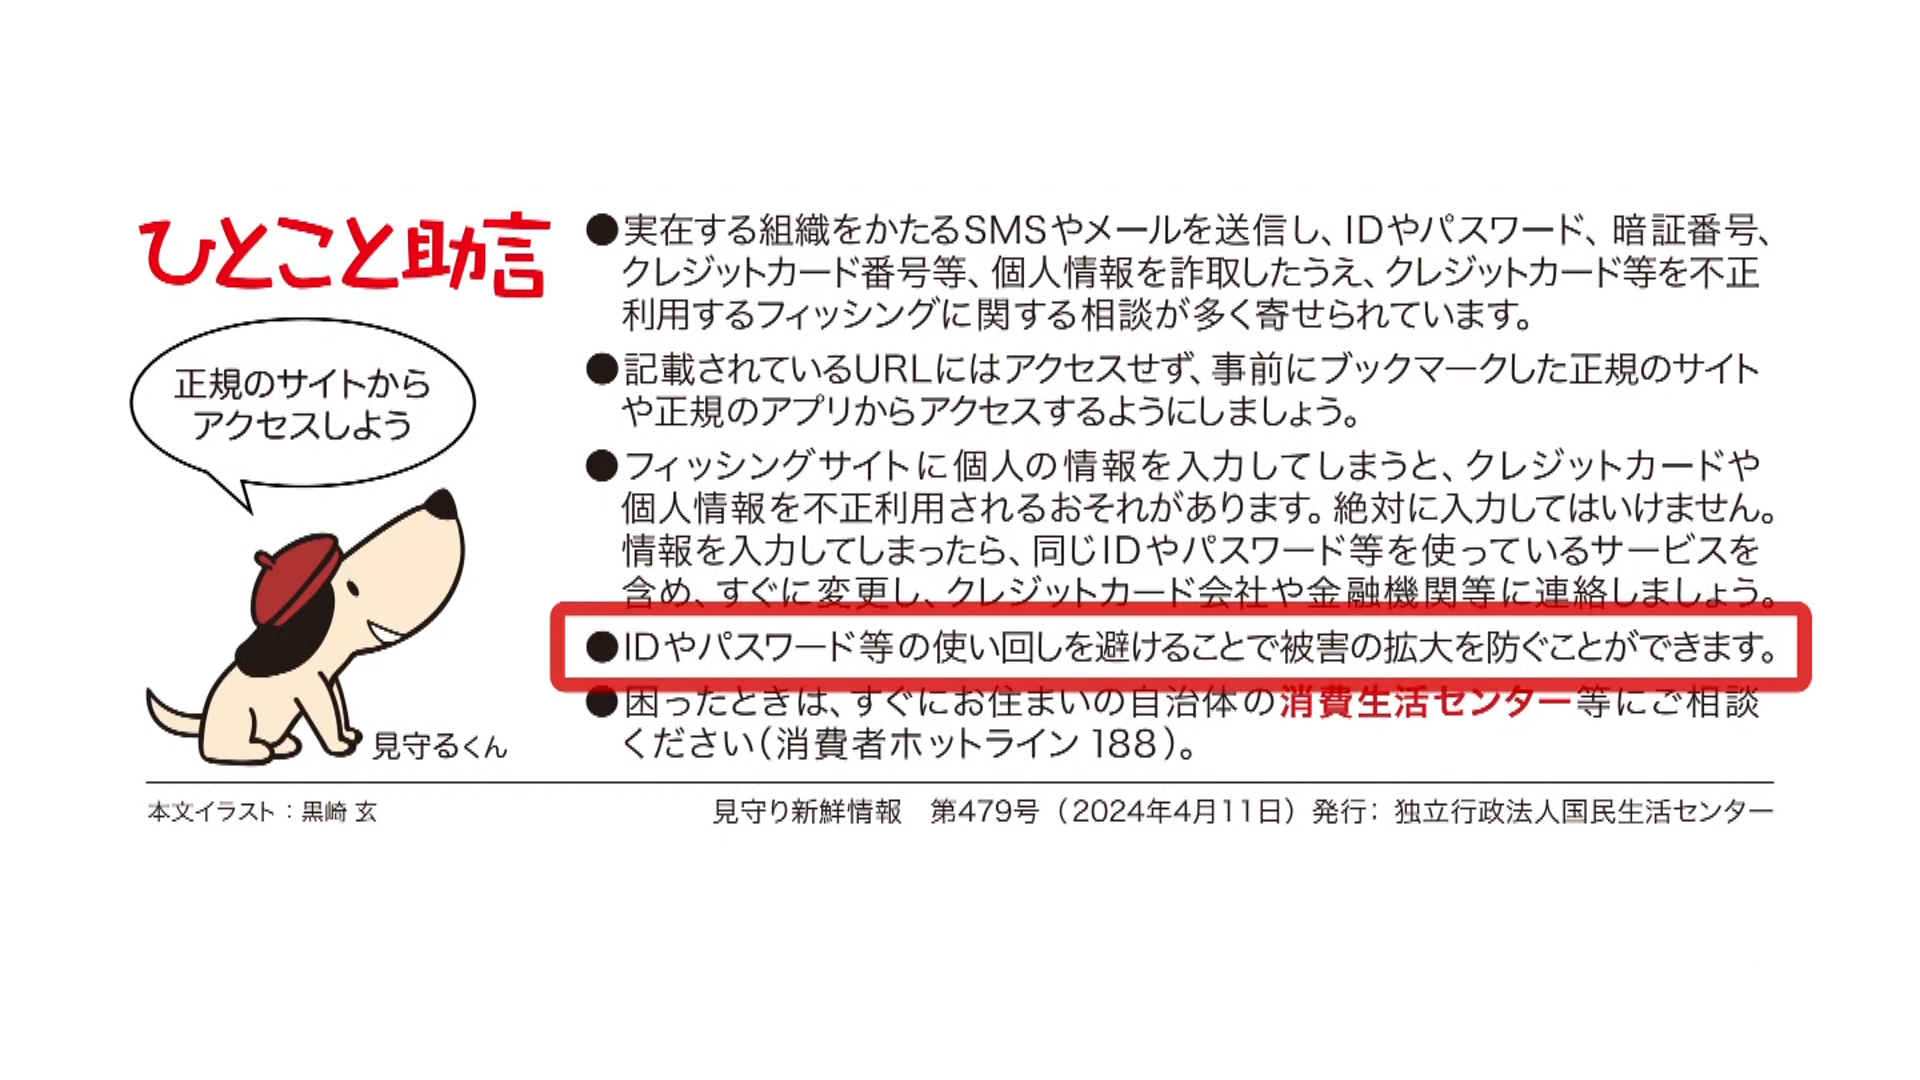 ひとこと助言
正規のサイトから
アクセスしよう
見守るくん
●実在する組織をかたるSMSやメールを送信し、IDやパスワード、暗証番号、
クレジットカード番号等、個人情報を詐取したうえ、クレジットカード等を不正
利用するフィッシングに関する相談が多く寄せられています。
●記載されているURLにはアクセスせず、事前にブックマークした正規のサイト
や正規のアプリからアクセスするようにしましょう。
●フィッシングサイトに個人の情報を入力してしまうと、クレジットカードや
個人情報を不正利用されるおそれがあります。絶対に入力してはいけません。
情報を入力してしまったら、同じIDやパスワード等を使っているサービスを
含め、すぐに変更し、クレジットカード会社や金融機関等に連絡しましょう。
●IDやパスワード等の使い回しを避けることで被害の拡大を防ぐことができます。
●困ったときは、すぐにお住まいの自治体の消費生活センター等にご相談
ください（消費者ホットライン 188）。
本文イラスト：黒崎 玄
見守り新鮮情報　第479号（2024年4月11日）発行：独立行政法人国民生活センター